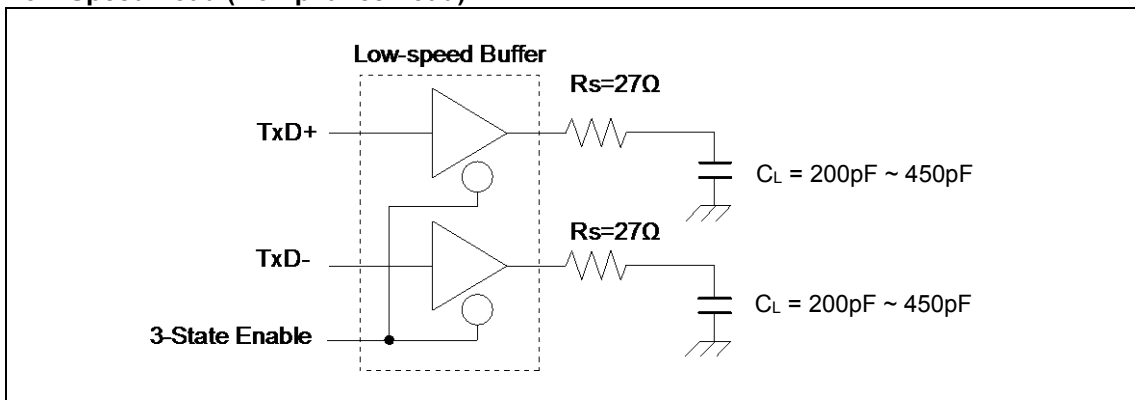 Low-speed Buffer
Rs=27Ω
TxD+
CL = 200pF ~ 450pF
Rs=27Ω
TxD-
CL = 200pF ~ 450pF
3-State Enable